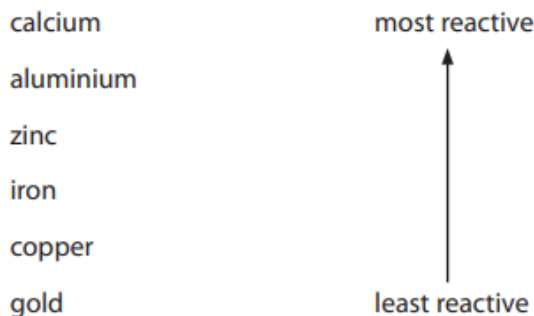 calcium most reactive
aluminium
zinc
iron
copper
gold least reactive